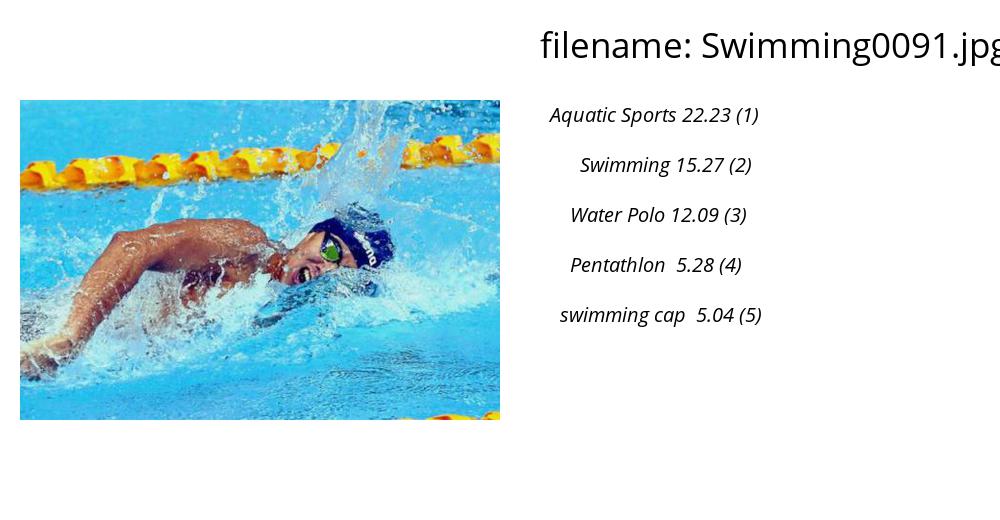 filename: Swimming0091.jpg
Aquatic Sports 22.23 (1)
Swimming 15.27 (2)
Water Polo 12.09 (3)
Pentathlon 5.28 (4)
swimming cap 5.04 (5)
arena